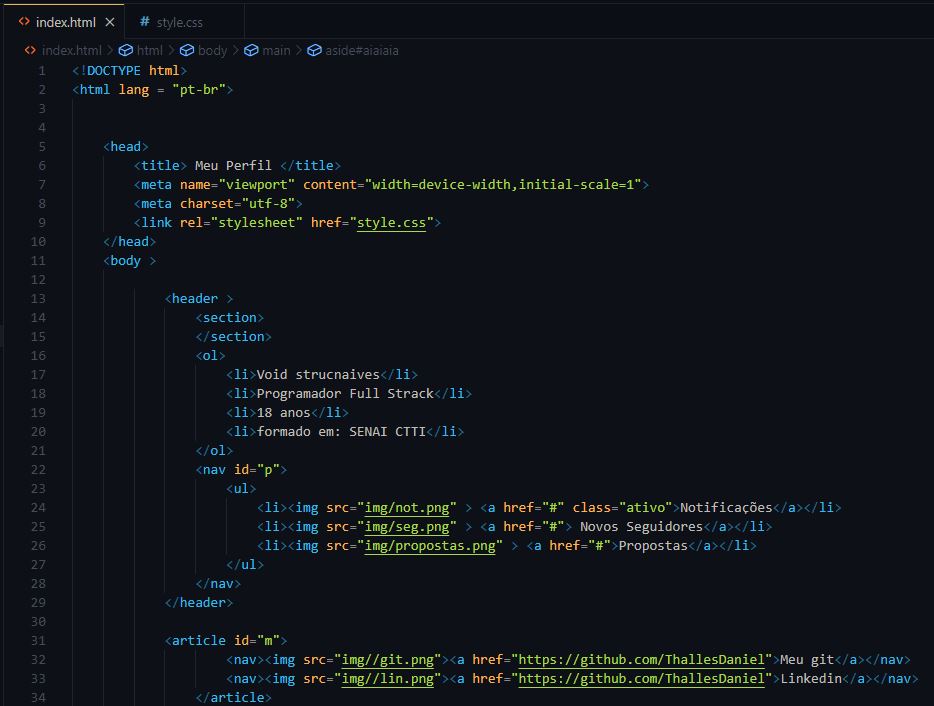 index.html
style.css
index.html > html > body > main > aside#aiaiaia
1 <!DOCTYPE html>
2 <html lang = "pt-br">
3
4
5 <head>
6 <title> Meu Perfil </title>
7 <meta name="viewport" content="width=device-width,initial-scale=1">
8 <meta charset="utf-8">
9 <link rel="stylesheet" href="style.css">
10 </head>
11 <body >
12
13 <header >
14 <section>
15 </section>
16 <ol>
17 <li>Void strucnaives</li>
18 <li>Programador Full Strack</li>
19 <li>18 anos</li>
20 <li>formado em: SENAI CTTI</li>
21 </ol>
22 <nav id="p">
23 <ul>
24 <li><img src="img/not.png" > <a href="#" class="ativo">Notificações</a></li>
25 <li><img src="img/seg.png" > <a href="#"> Novos Seguidores</a></li>
26 <li><img src="img/propostas.png" > <a href="#">Propostas</a></li>
27 </ul>
28 </nav>
29 </header>
30
31 <article id="m">
32 <nav><img src="img//git.png"><a href="https://github.com/ThallesDaniel">Meu git</a></nav>
33 <nav><img src="img//lin.png"><a href="https://github.com/ThallesDaniel">Linkedin</a></nav>
34 </article>